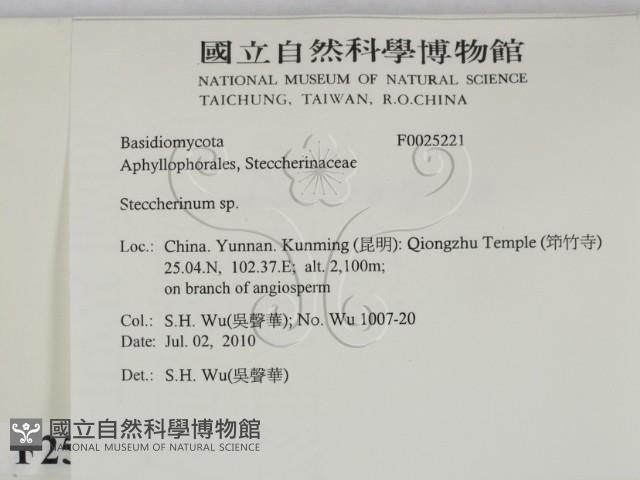 國立自然科學博物館
NATIONAL MUSEUM OF NATURAL SCIENCE
TAICHUNG, TAIWAN, R.O.CHINA
Basidiomycota F0025221
Aphyllophorales, Steccherinaceae
Steccherinum sp.
Loc.: China. Yunnan. Kunming (昆明): Qiongzhu Temple (筇竹寺)
25.04.N, 102.37.E; alt. 2,100m;
on branch of angiosperm
Col.: S.H. Wu(吳聲華); No. Wu 1007-20
Date: Jul. 02, 2010
Det.: S.H. Wu(吳聲華)
國立自然科學博物館
NATIONAL MUSEUM OF NATURAL SCIENCE